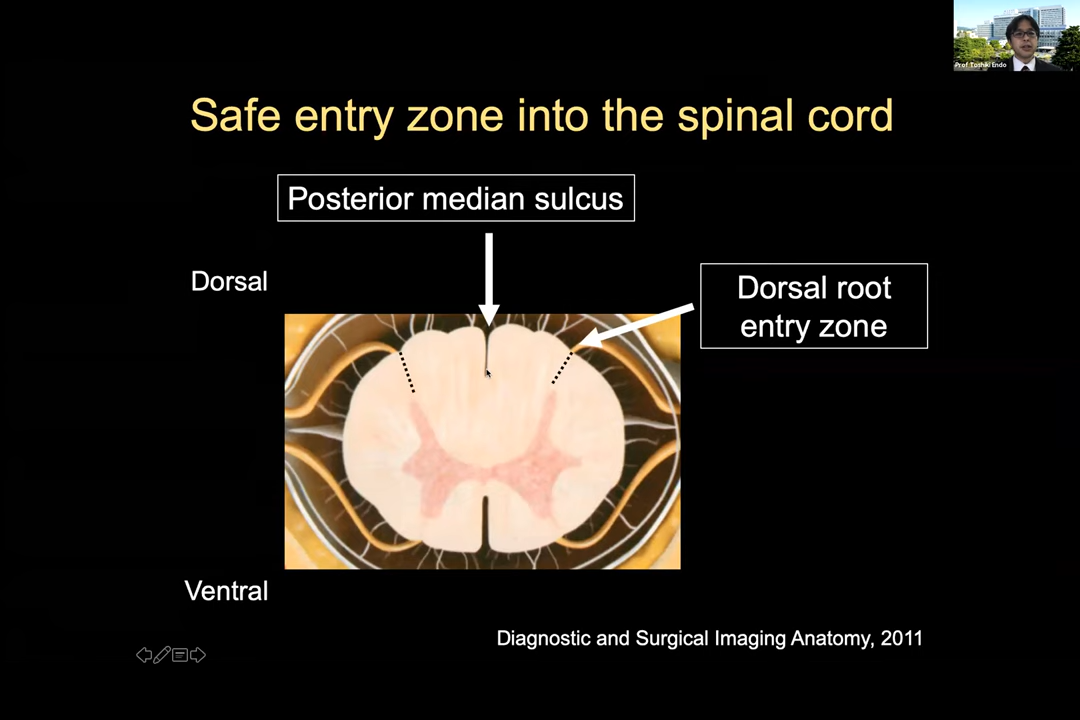 Prof Toshiki Endo
Safe entry zone into the spinal cord
Posterior median sulcus
Dorsal
Dorsal root
entry zone
Ventral
Diagnostic and Surgical Imaging Anatomy, 2011